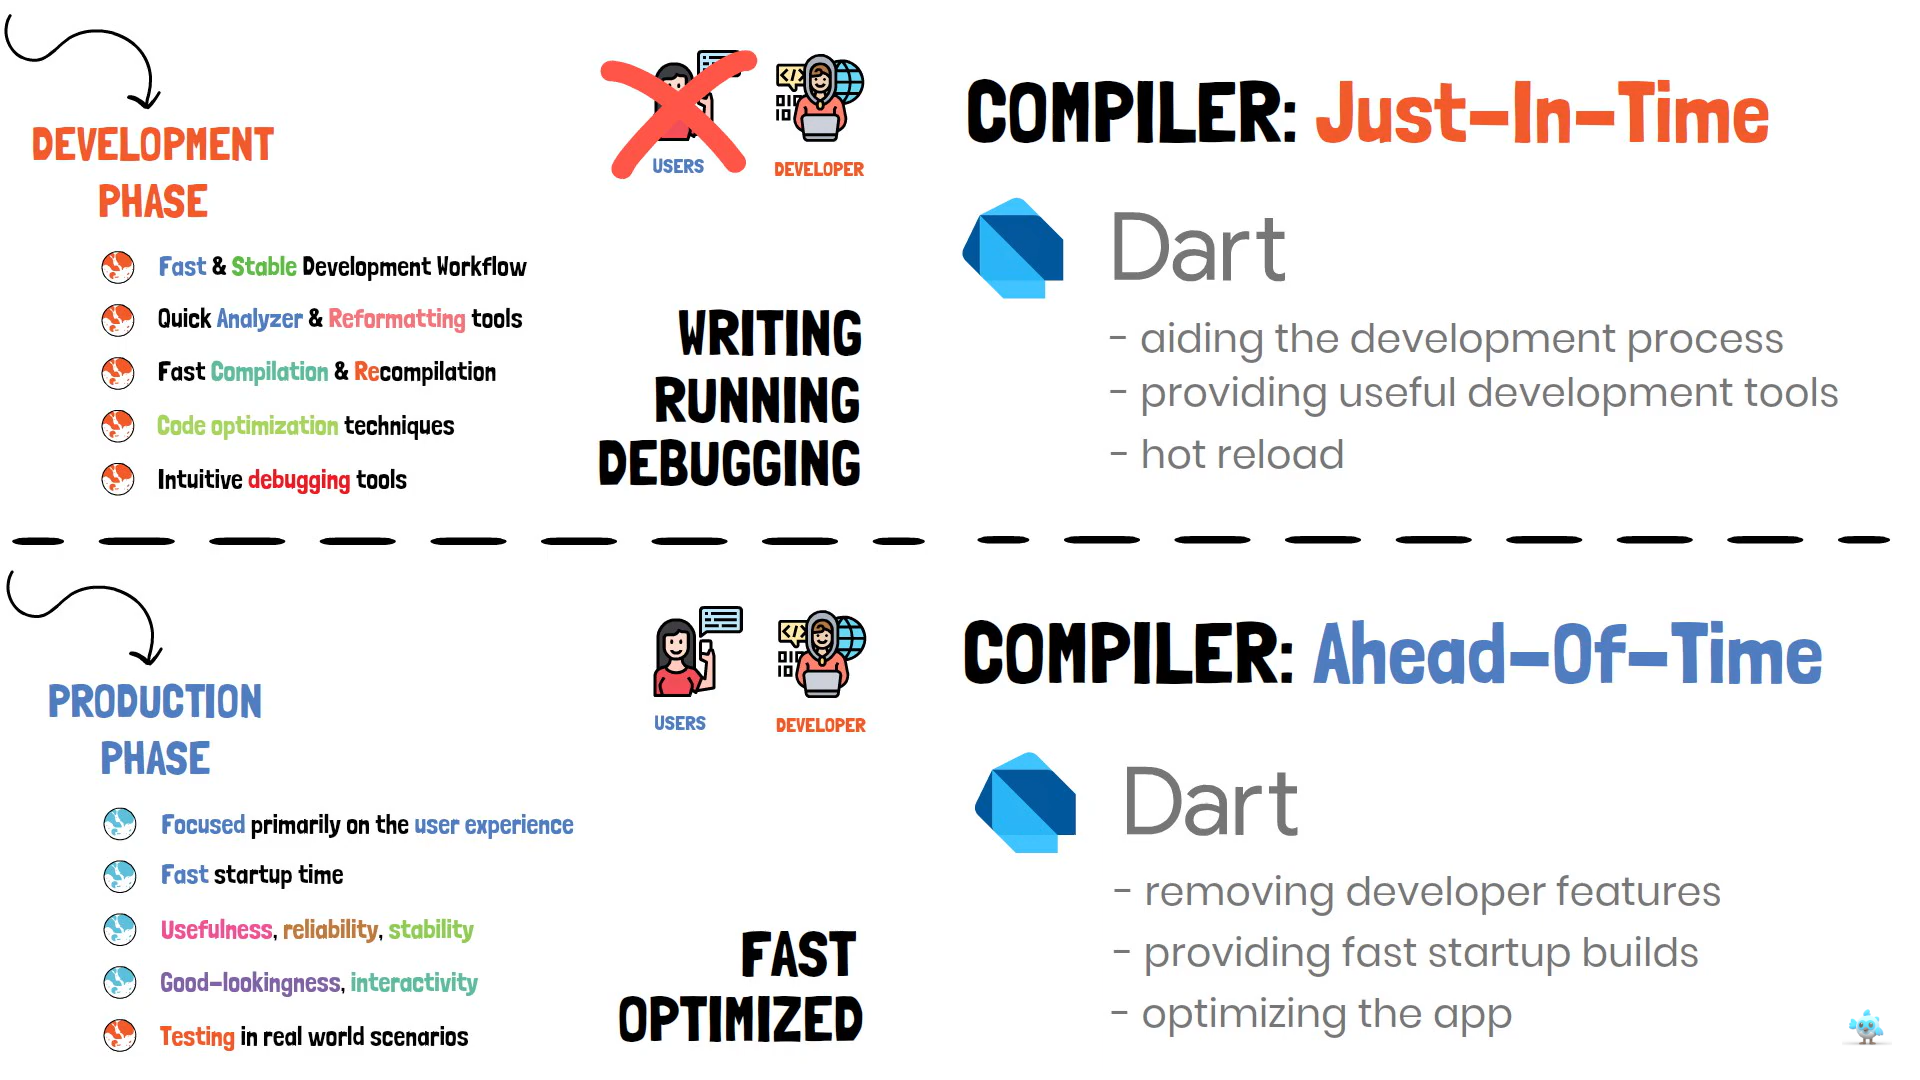 DEVELOPMENT
PHASE
Fast & Stable Development Workflow
Quick Analyzer & Reformatting tools
Fast Compilation & Recompilation
Code optimization techniques
Intuitive debugging tools
USERS
DEVELOPER
WRITING
RUNNING
DEBUGGING
COMPILER: Just-In-Time
Dart
- aiding the development process
- providing useful development tools
- hot reload
PRODUCTION
PHASE
Focused primarily on the user experience
Fast startup time
Usefulness, reliability, stability
Good-lookingness, interactivity
Testing in real world scenarios
USERS
DEVELOPER
FAST
OPTIMIZED
COMPILER: Ahead-Of-Time
Dart
- removing developer features
- providing fast startup builds
- optimizing the app